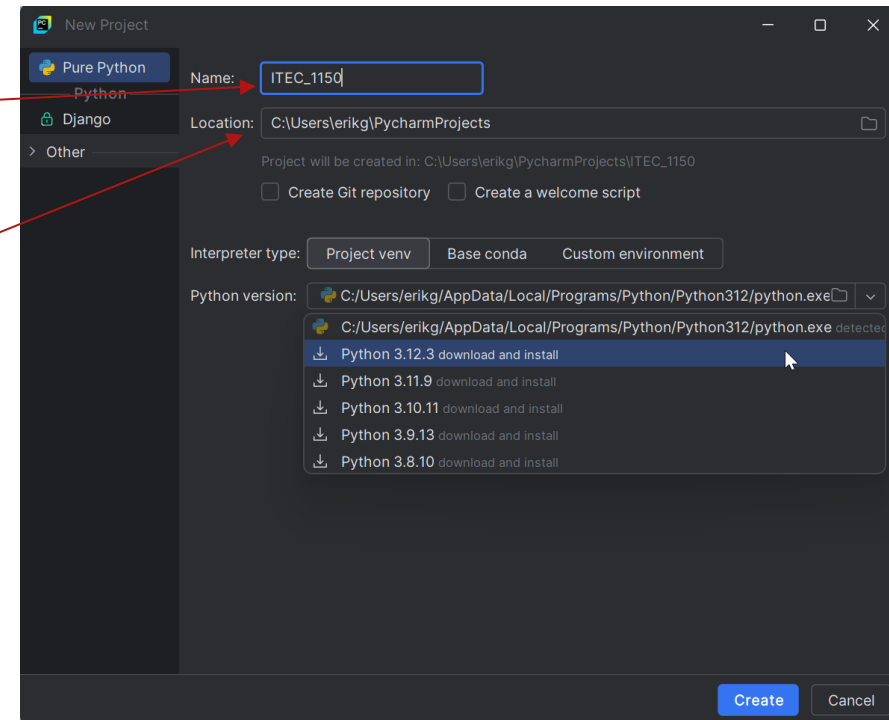 New Project
Pure Python
Python
Django
Other
Name: ITEC_1150
Location: C:\Users\erikg\PycharmProjects
Project will be created in: C:\Users\erikg\PycharmProjects\ITEC_1150
Create Git repository Create a welcome script
Interpreter type: Project venv Base conda Custom environment
Python version: C:/Users/erikg/AppData/Local/Programs/Python/Python312/python.exe
C:/Users/erikg/AppData/Local/Programs/Python/Python312/python.exe detected
Python 3.12.3 download and install
Python 3.11.9 download and install
Python 3.10.11 download and install
Python 3.9.13 download and install
Python 3.8.10 download and install
Create Cancel